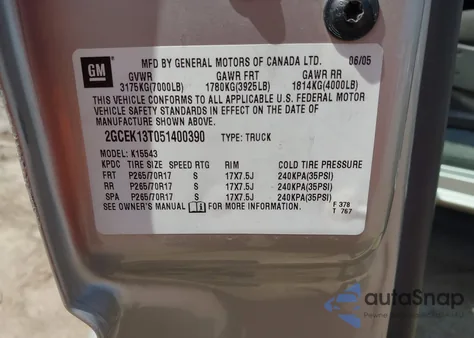 GM
MFD BY GENERAL MOTORS OF CANADA LTD. 06/05
GVWR GAWR FRT GAWR RR
3175KG(7000LB) 1780KG(3925LB) 1814KG(4000LB)
THIS VEHICLE CONFORMS TO ALL APPLICABLE U.S. FEDERAL MOTOR
VEHICLE SAFETY STANDARDS IN EFFECT ON THE DATE OF
MANUFACTURE SHOWN ABOVE.
2GCEK13T051400390 TYPE: TRUCK
MODEL: K15543
KPDC TIRE SIZE SPEED RTG RIM COLD TIRE PRESSURE
FRT P265/70R17 S 17X7.5J 240KPA(35PSI)
RR P265/70R17 S 17X7.5J 240KPA(35PSI)
SPA P265/70R17 S 17X7.5J 240KPA(35PSI)
SEE OWNER'S MANUAL FOR MORE INFORMATION.
F 378
T 767
autoSnap